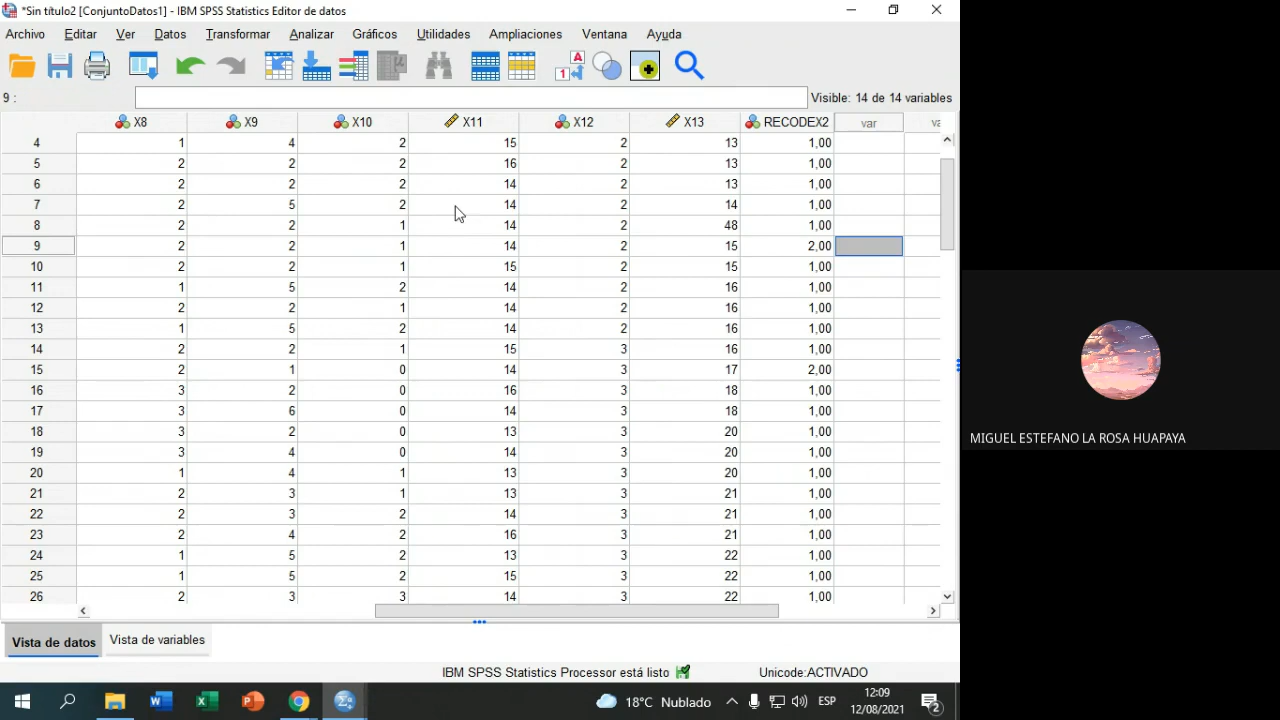 *Sin título2 [ConjuntoDatos1] - IBM SPSS Statistics Editor de datos
Archivo Editar Ver Datos Transformar Analizar Gráficos Utilidades Ampliaciones Ventana Ayuda
9 : Visible: 14 de 14 variables
X8 X9 X10 X11 X12 X13 RECODEX2 var va
4 1 4 2 15 2 13 1,00
5 2 2 2 16 2 13 1,00
6 2 2 2 14 2 13 1,00
7 2 5 2 14 2 14 1,00
8 2 2 1 14 2 48 1,00
9 2 2 1 14 2 15 2,00
10 2 2 1 15 2 15 1,00
11 1 5 2 14 2 16 1,00
12 2 2 1 14 2 16 1,00
13 1 5 2 14 2 16 1,00
14 2 2 1 15 3 16 1,00
15 2 1 0 14 3 17 2,00
16 3 2 0 16 3 18 1,00
17 3 6 0 14 3 18 1,00
18 3 2 0 13 3 20 1,00
19 3 4 0 14 3 20 1,00
20 1 4 1 13 3 20 1,00
21 2 3 1 13 3 21 1,00
22 2 3 2 14 3 21 1,00
23 2 4 2 16 3 21 1,00
24 1 5 2 13 3 22 1,00
25 1 5 2 15 3 22 1,00
26 2 3 3 14 3 22 1,00
Vista de datos Vista de variables
IBM SPSS Statistics Processor está listo Unicode:ACTIVADO
18°C Nublado ESP 12:09
12/08/2021 2
MIGUEL ESTEFANO LA ROSA HUAPAYA